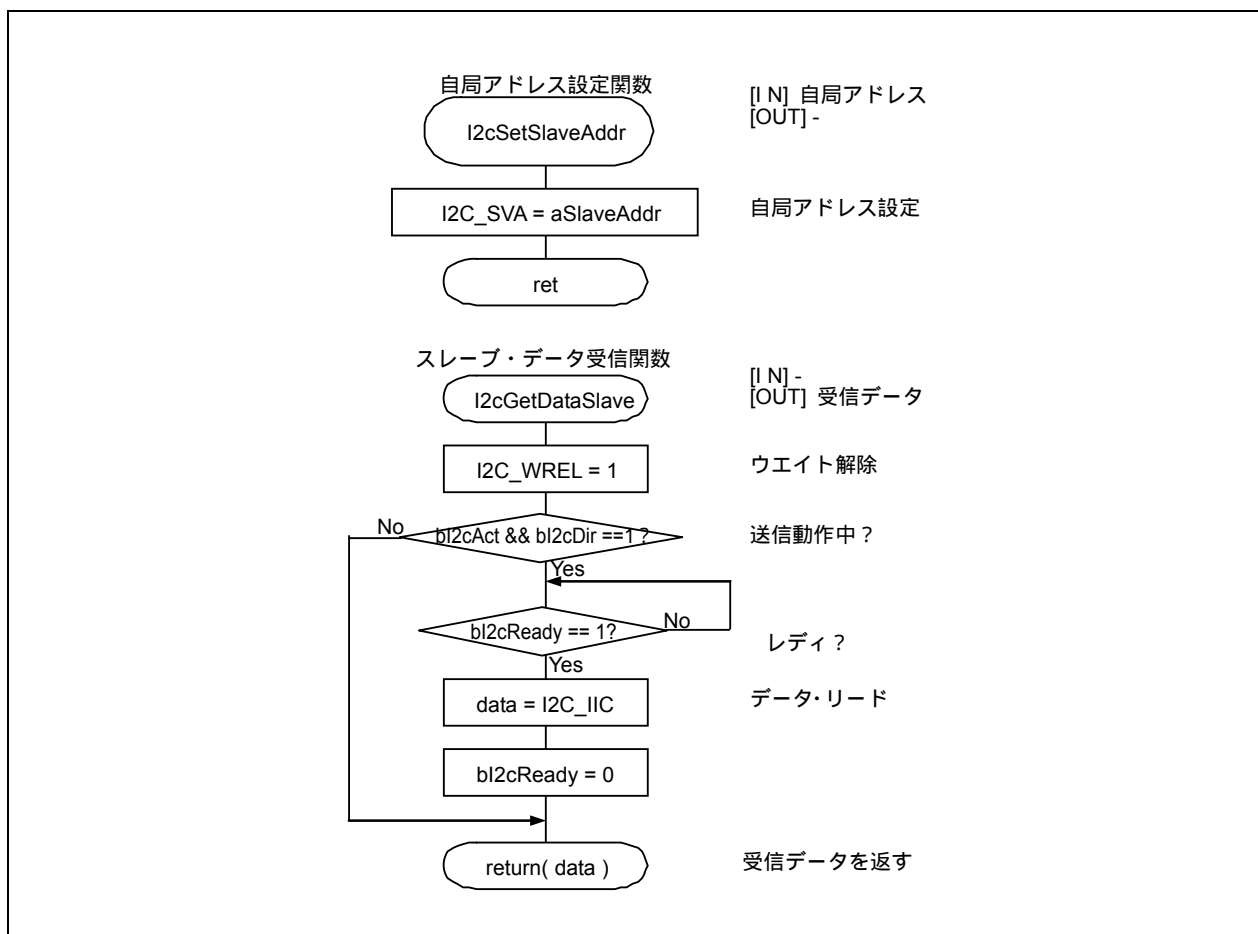 自局アドレス設定関数
[I N] 自局アドレス
[OUT] -
I2cSetSlaveAddr
I2C_SVA = aSlaveAddr
自局アドレス設定
ret
スレーブ・データ受信関数
[I N] -
[OUT] 受信データ
I2cGetDataSlave
I2C_WREL = 1
ウエイト解除
No
bI2cAct && bI2cDir ==1 ?
送信動作中？
Yes
bI2cReady == 1?
No
レディ？
Yes
data = I2C_IIC
データ・リード
bI2cReady = 0
return( data )
受信データを返す